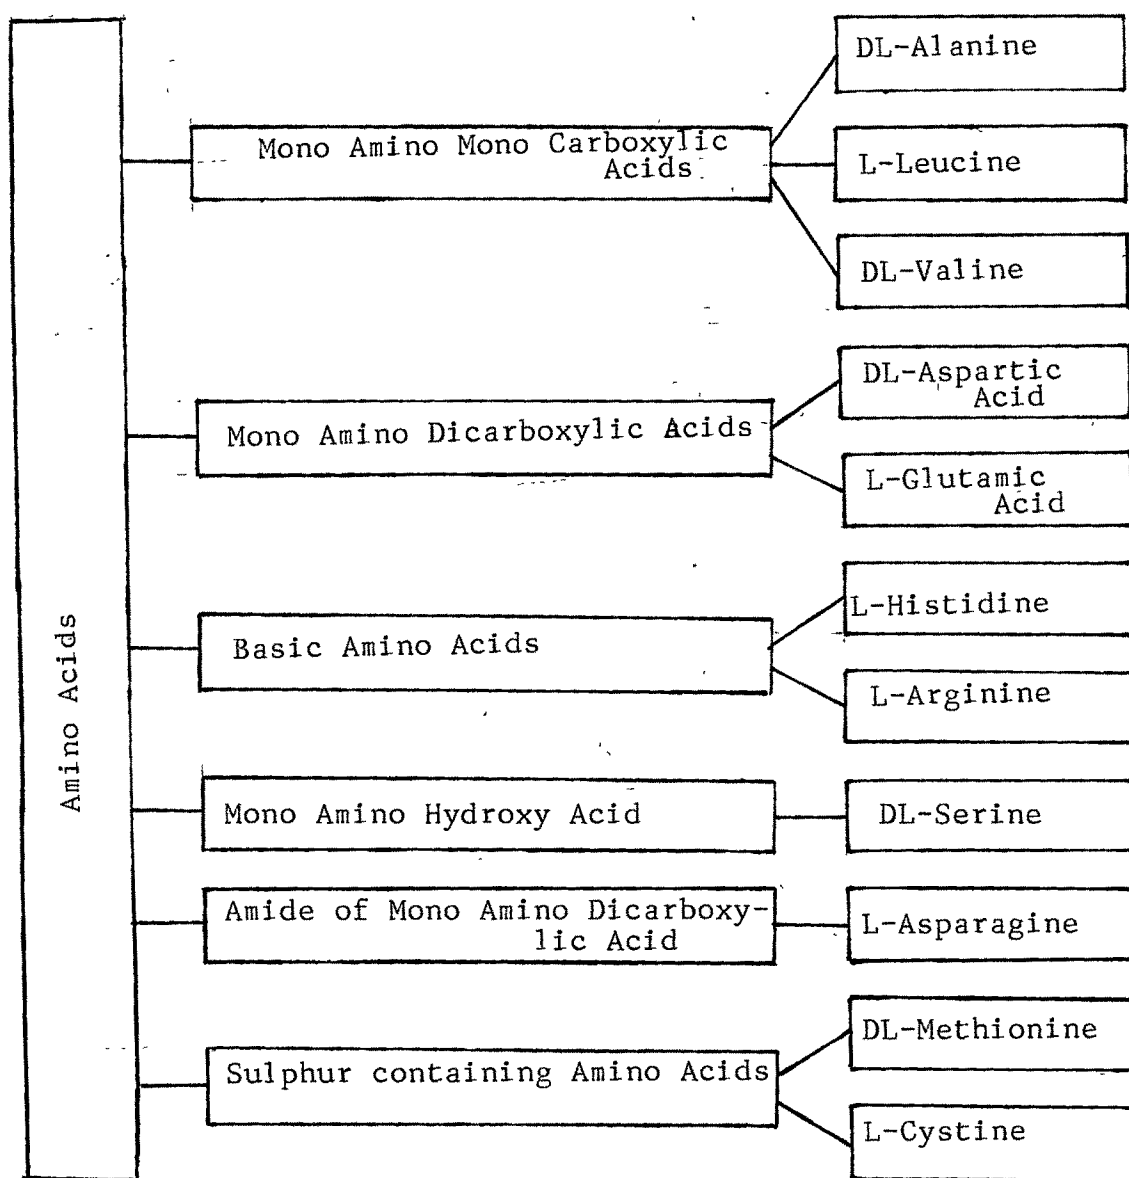 Amino Acids
Mono Amino Mono Carboxylic
Acids
DL-Alanine
L-Leucine
DL-Valine
Mono Amino Dicarboxylic Acids
DL-Aspartic
Acid
L-Glutamic
Acid
Basic Amino Acids
L-Histidine
L-Arginine
Mono Amino Hydroxy Acid
DL-Serine
Amide of Mono Amino Dicarboxy-
lic Acid
L-Asparagine
Sulphur containing Amino Acids
DL-Methionine
L-Cystine